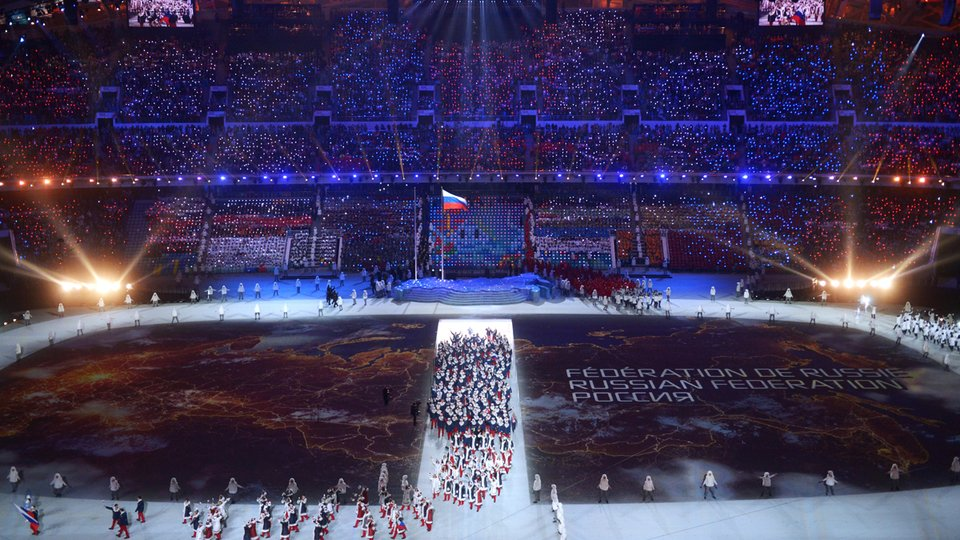 FÉDÉRATION DE RUSSIE
RUSSIAN FEDERATION
РОССИЯ